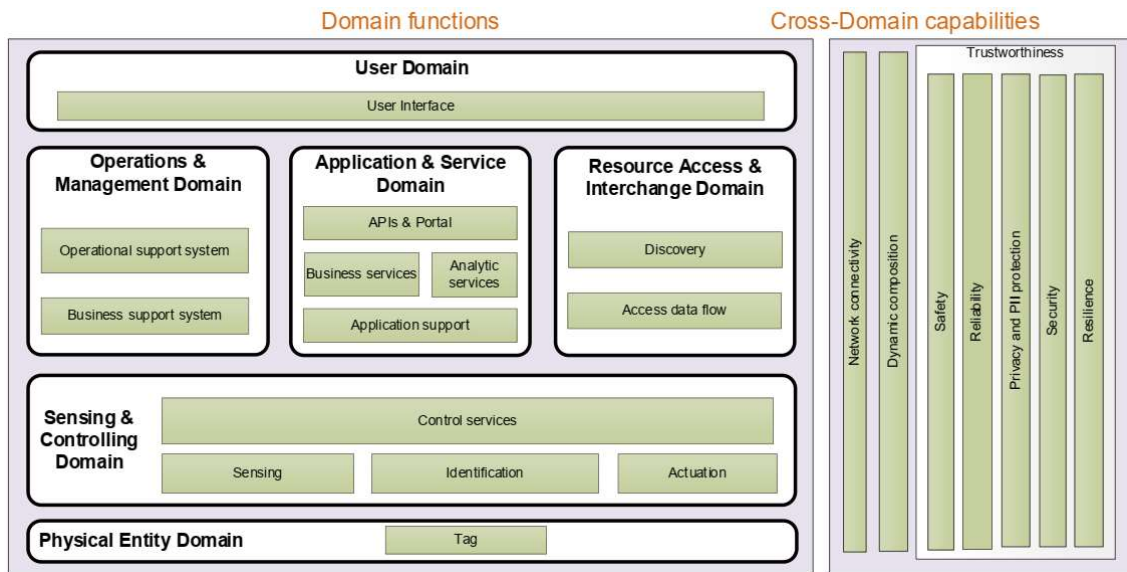 Domain functions
Cross-Domain capabilities
User Domain
User Interface
Operations &
Management Domain
Operational support system
Business support system
Application & Service
Domain
APIs & Portal
Business services
Analytic
services
Application support
Resource Access &
Interchange Domain
Discovery
Access data flow
Sensing &
Controlling
Domain
Control services
Sensing
Identification
Actuation
Physical Entity Domain
Tag
Network connectivity
Dynamic composition
Trustworthiness
Safety
Reliability
Privacy and PII protection
Security
Resilience